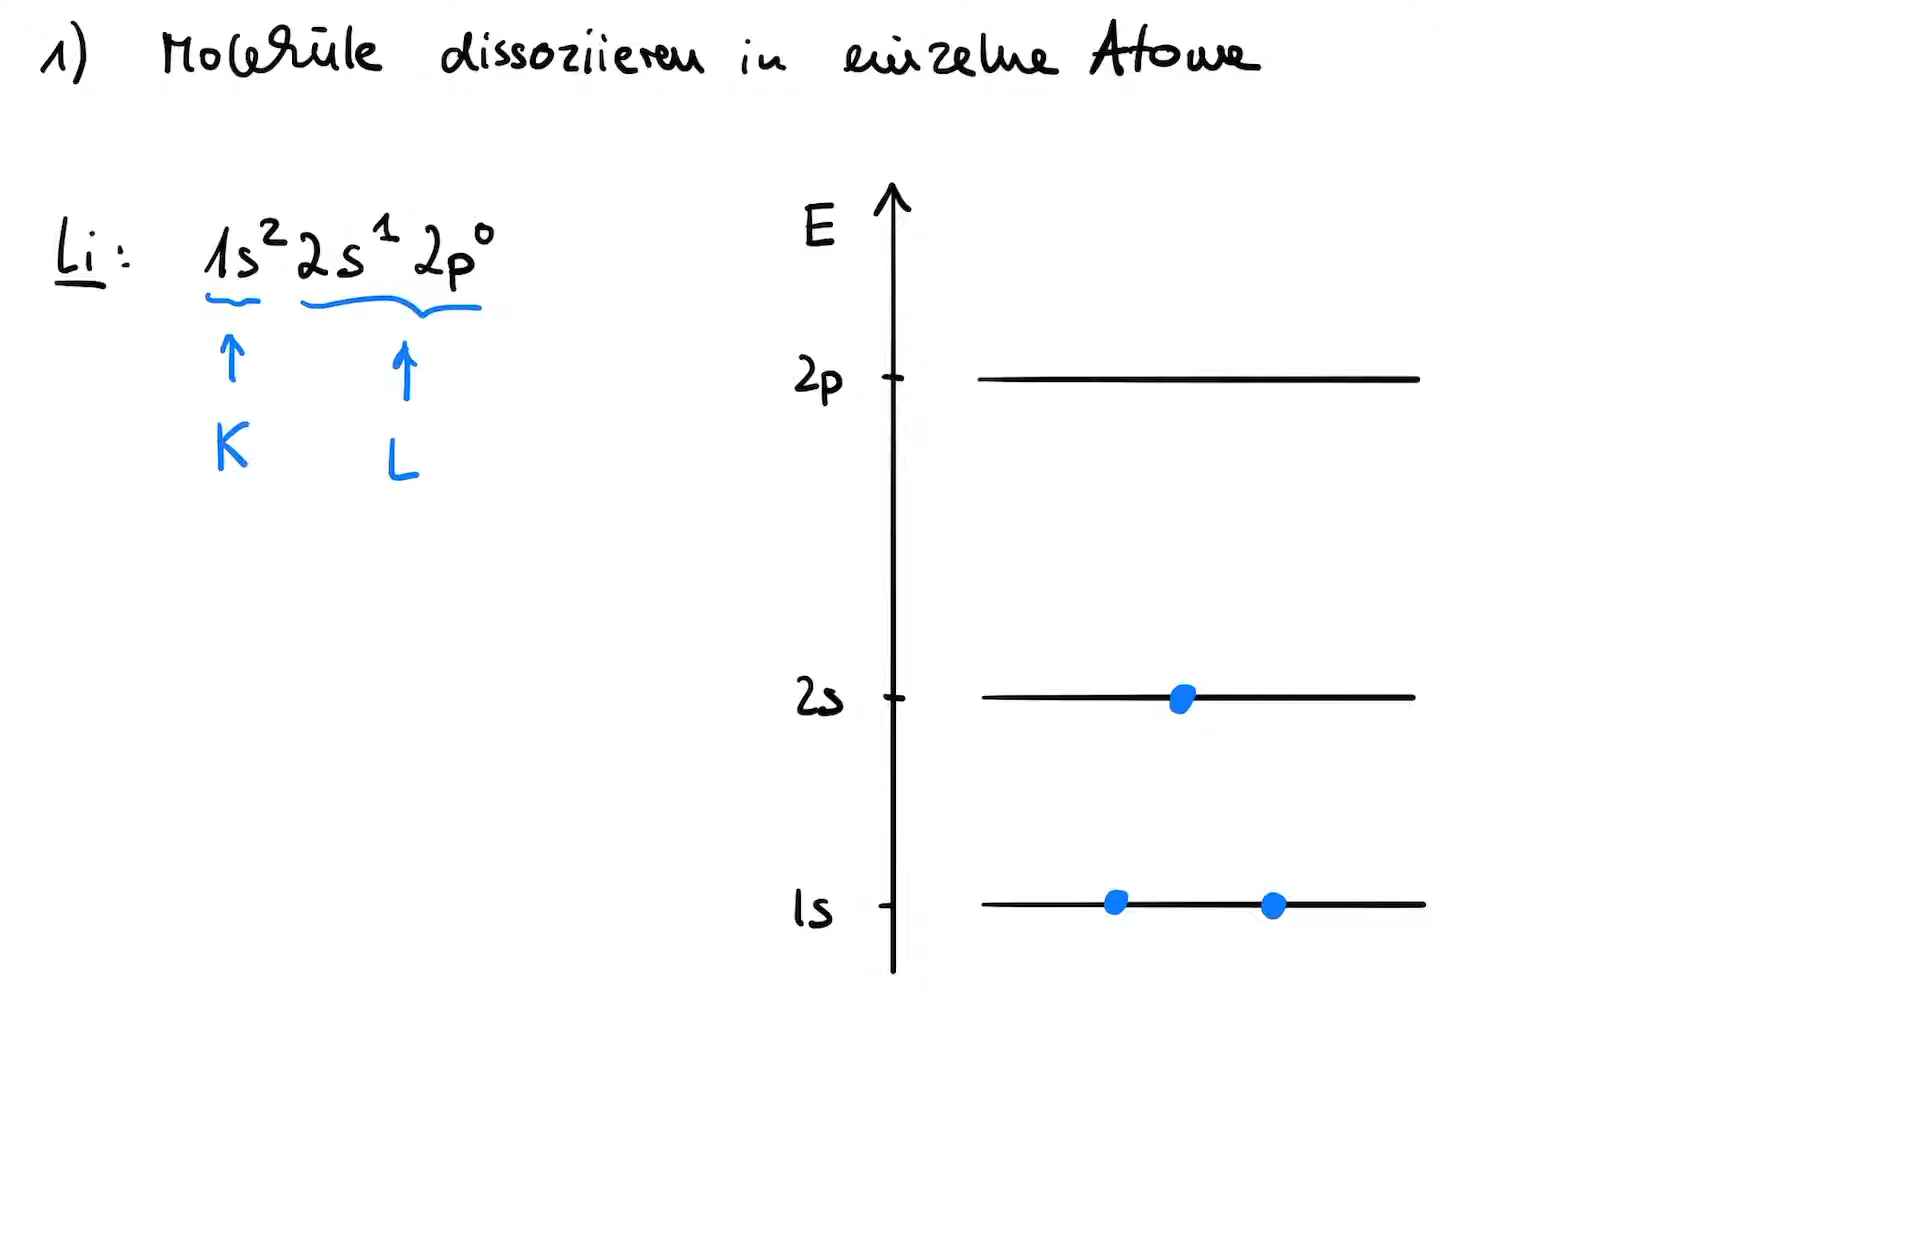 1) Moleküle dissoziieren in einzelne Atome
Li: 1s² 2s¹ 2p⁰
K L
E
2p
2s
1s